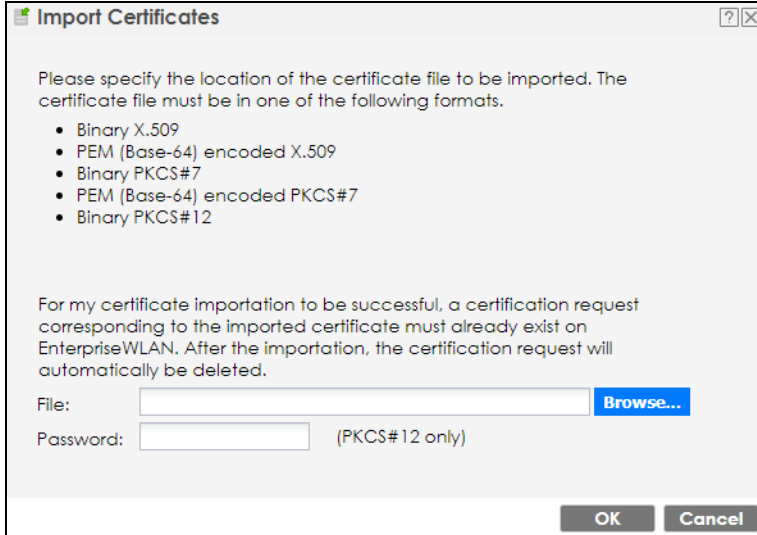 Import Certificates
Please specify the location of the certificate file to be imported. The
certificate file must be in one of the following formats.
• Binary X.509
• PEM (Base-64) encoded X.509
• Binary PKCS#7
• PEM (Base-64) encoded PKCS#7
• Binary PKCS#12
For my certificate importation to be successful, a certification request
corresponding to the imported certificate must already exist on
EnterpriseWLAN. After the importation, the certification request will
automatically be deleted.
File: Browse...
Password: (PKCS#12 only)
OK Cancel